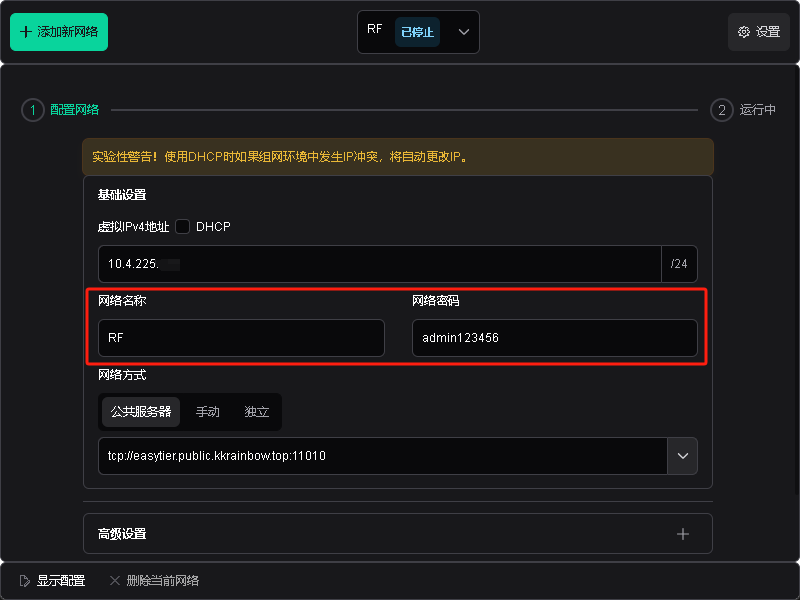 添加新网络
RF 已停止
设置
1 配置网络
2 运行中
实验性警告！使用DHCP时如果组网环境中发生IP冲突，将自动更改IP。
基础设置
虚拟IPv4地址 DHCP
10.4.225. /24
网络名称 网络密码
RF admin123456
网络方式
公共服务器 手动 独立
tcp://easytier.public.kkrainbow.top:11010
高级设置
显示配置 删除当前网络